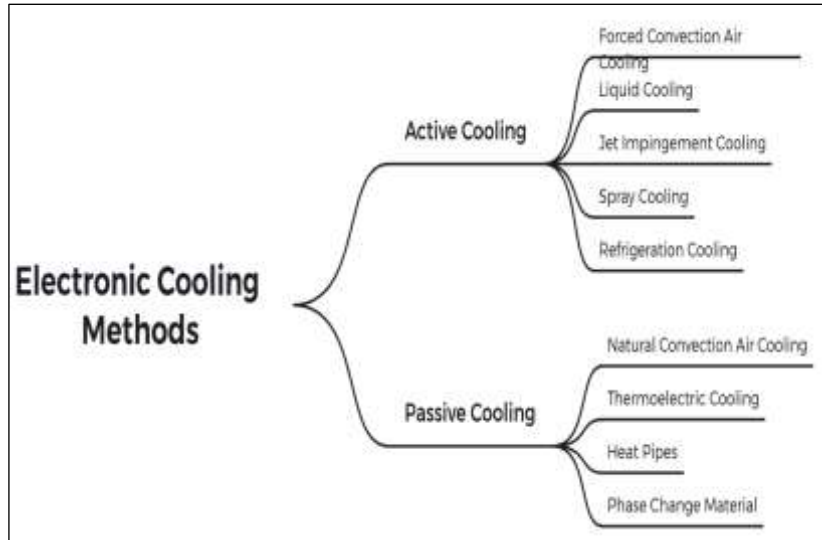 Electronic Cooling
Methods
Active Cooling
Forced Convection Air
Cooling
Liquid Cooling
Jet Impingement Cooling
Spray Cooling
Refrigeration Cooling
Passive Cooling
Natural Convection Air Cooling
Thermoelectric Cooling
Heat Pipes
Phase Change Material